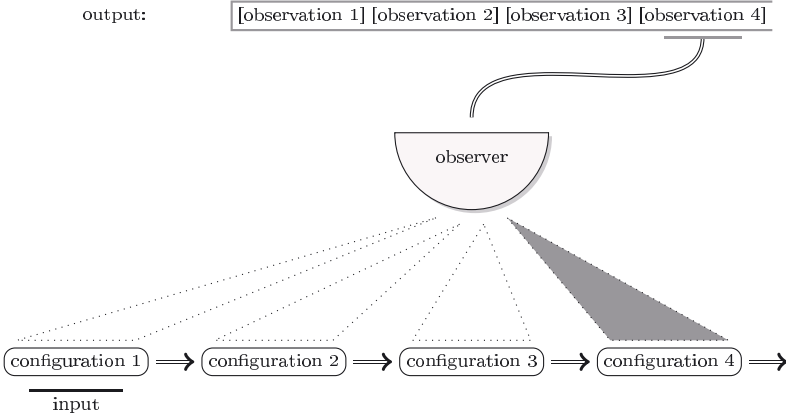 output: [observation 1] [observation 2] [observation 3] [observation 4]
observer
configuration 1 configuration 2 configuration 3 configuration 4
input